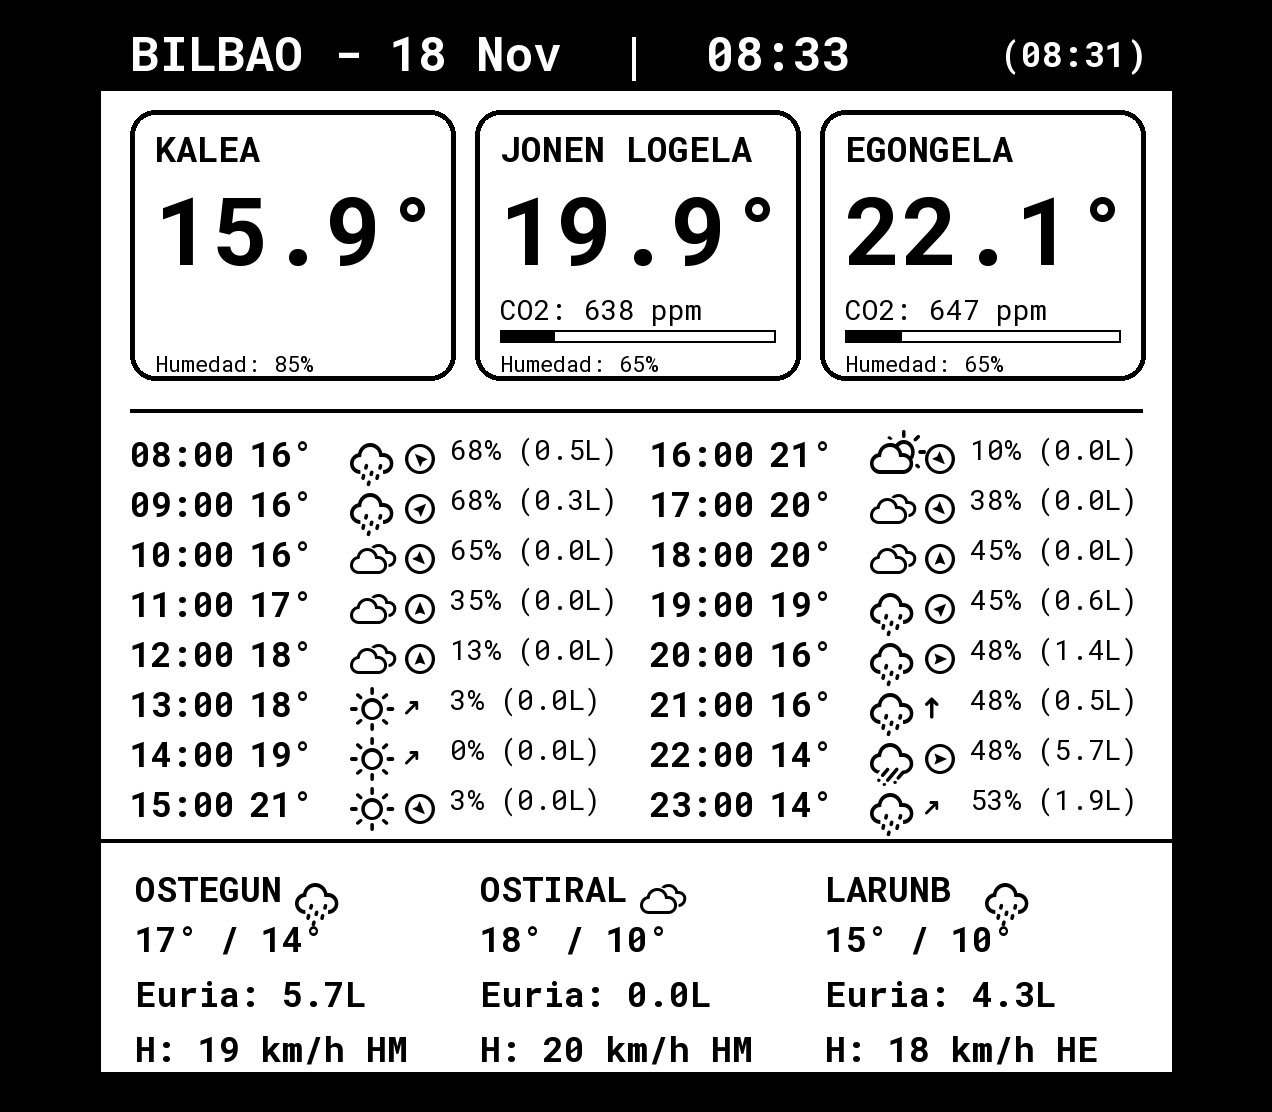 BILBAO - 18 Nov | 08:33 (08:31)
KALEA
15.9°
Humedad: 85%
JONEN LOGELA
19.9°
CO2: 638 ppm
Humedad: 65%
EGONGELA
22.1°
CO2: 647 ppm
Humedad: 65%
08:00 16° 68% (0.5L)
09:00 16° 68% (0.3L)
10:00 16° 65% (0.0L)
11:00 17° 35% (0.0L)
12:00 18° 13% (0.0L)
13:00 18° 3% (0.0L)
14:00 19° 0% (0.0L)
15:00 21° 3% (0.0L)
16:00 21° 10% (0.0L)
17:00 20° 38% (0.0L)
18:00 20° 45% (0.0L)
19:00 19° 45% (0.6L)
20:00 16° 48% (1.4L)
21:00 16° 48% (0.5L)
22:00 14° 48% (5.7L)
23:00 14° 53% (1.9L)
OSTEGUN
17° / 14°
Euria: 5.7L
H: 19 km/h HM
OSTIRAL
18° / 10°
Euria: 0.0L
H: 20 km/h HM
LARUNB
15° / 10°
Euria: 4.3L
H: 18 km/h HE